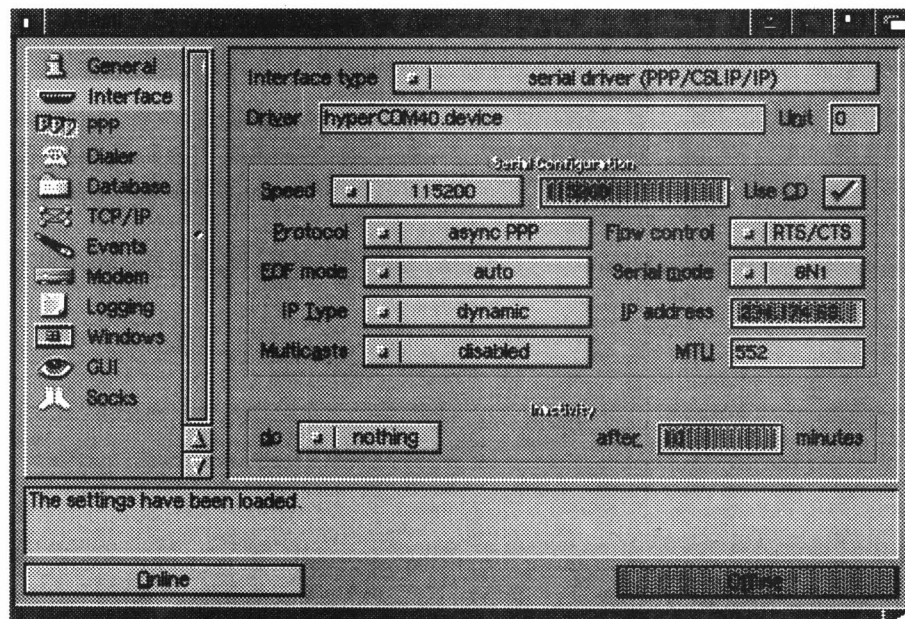 General
Interface
PPP
Dialer
Database
TCP/IP
Events
Modem
Logging
Windows
GUI
Socks
Interface type serial driver (PPP/CSLIP/IP)
Driver hyperCOM40.device Unit 0
Serial Configuration
Speed 115200 115200 Use CD
Protocol async PPP Flow control RTS/CTS
EOF mode auto Serial mode 8N1
IP Type dynamic IP address
Multicasts disabled MTU 552
Inactivity
do nothing after minutes
The settings have been loaded.
Online Offline